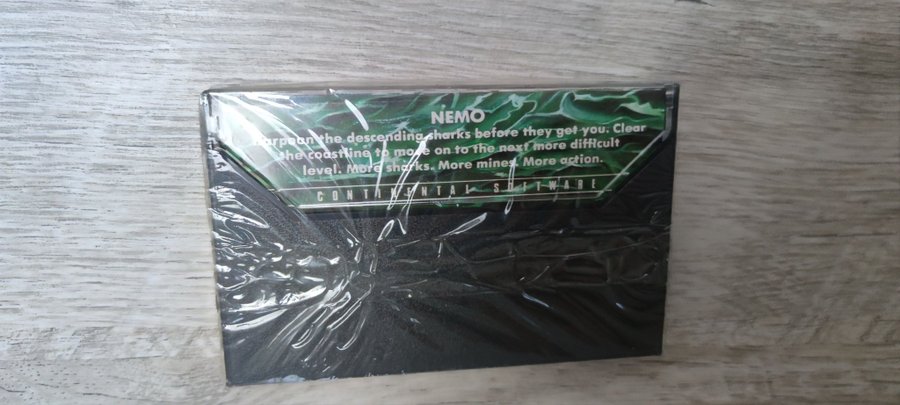 NEMO
Harpoon the descending sharks before they get you. Clear
the coastline to move on to the next more difficult
level. More sharks. More mines. More action.
CONTINENTAL SOFTWARE